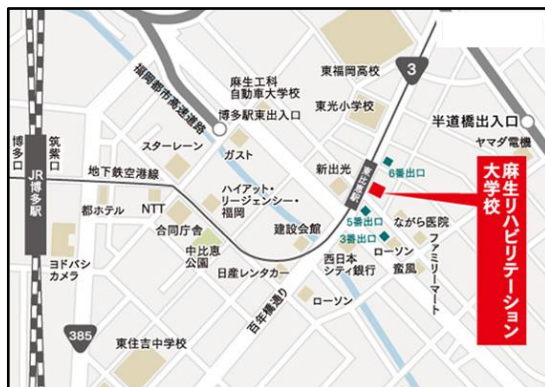 東福岡高校
3
麻生工科
自動車大学校
博多駅東出入口
福岡都市高速道路
東光小学校
半道橋出入口
ヤマダ電機
博多口
筑紫口
JR
博多駅
スターレーン
ガスト
新出光
東比恵駅
6番出口
地下鉄空港線
麻生リハビリテーション
大学校
都ホテル
NTT
ハイアット・
リージェンシー・
福岡
5番出口
ながら医院
合同庁舎
建設会館
3番出口
ローソン
ファミリーマート
ヨドバシ
カメラ
中比恵
公園
日産レンタカー
西日本
シティ銀行
蛍風
百年橋通り
ローソン
385
東住吉中学校